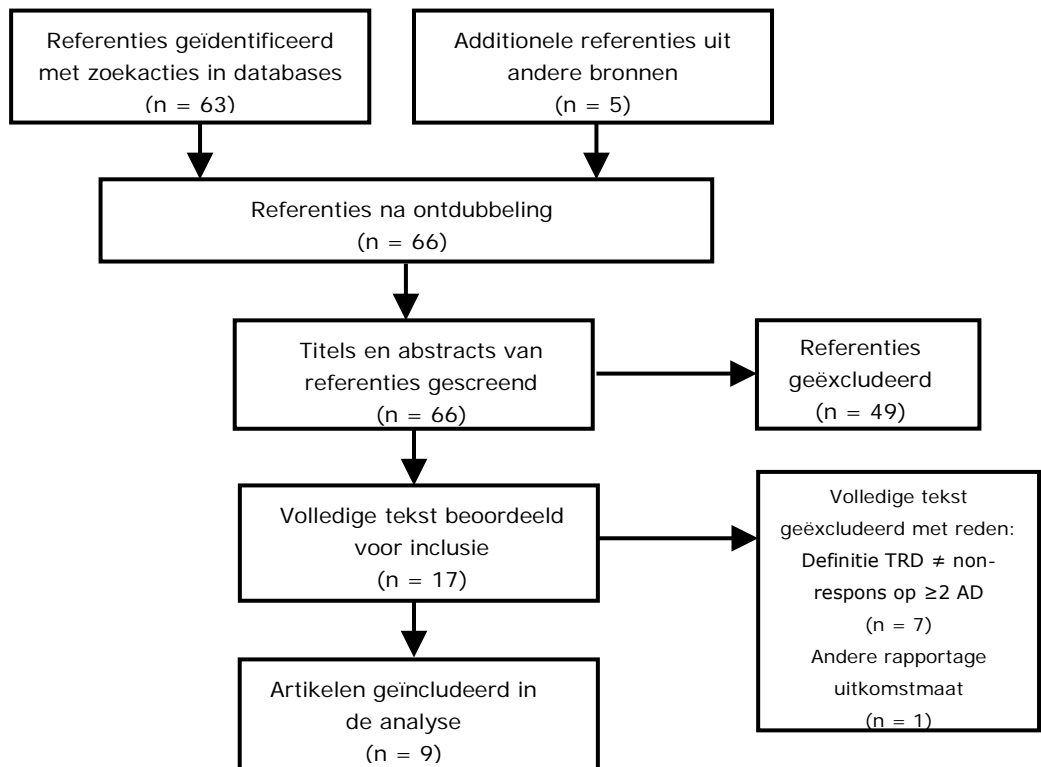 Referenties geïdentificeerd
met zoekacties in databases
(n = 63)
Additionele referenties uit
andere bronnen
(n = 5)
Referenties na ontdubbeling
(n = 66)
Titels en abstracts van
referenties gescreend
(n = 66)
Referenties
geëxcludeerd
(n = 49)
Volledige tekst beoordeeld
voor inclusie
(n = 17)
Volledige tekst
geëxcludeerd met reden:
Definitie TRD ≠ non-
respons op ≥2 AD
(n = 7)
Andere rapportage
uitkomstmaat
(n = 1)
Artikelen geïncludeerd in
de analyse
(n = 9)